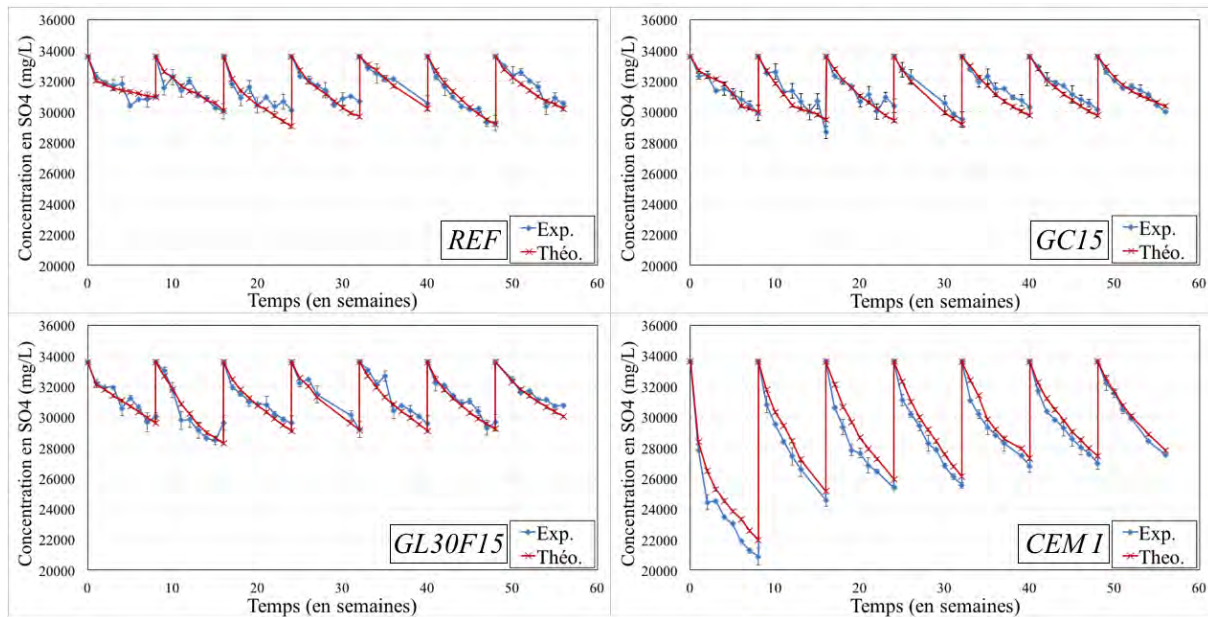 Concentration en SO4 (mg/L)
36000
34000
32000
30000
28000
26000
24000
22000
20000
0 10 20 30 40 50 60
Temps (en semaines)
REF
Exp.
Théo.
Concentration en SO4 (mg/L)
36000
34000
32000
30000
28000
26000
24000
22000
20000
0 10 20 30 40 50 60
Temps (en semaines)
GC15
Exp.
Théo.
Concentration en SO4 (mg/L)
36000
34000
32000
30000
28000
26000
24000
22000
20000
0 10 20 30 40 50 60
Temps (en semaines)
GL30F15
Exp.
Théo.
Concentration en SO4 (mg/L)
36000
34000
32000
30000
28000
26000
24000
22000
20000
0 10 20 30 40 50 60
Temps (en semaines)
CEM I
Exp.
Théo.